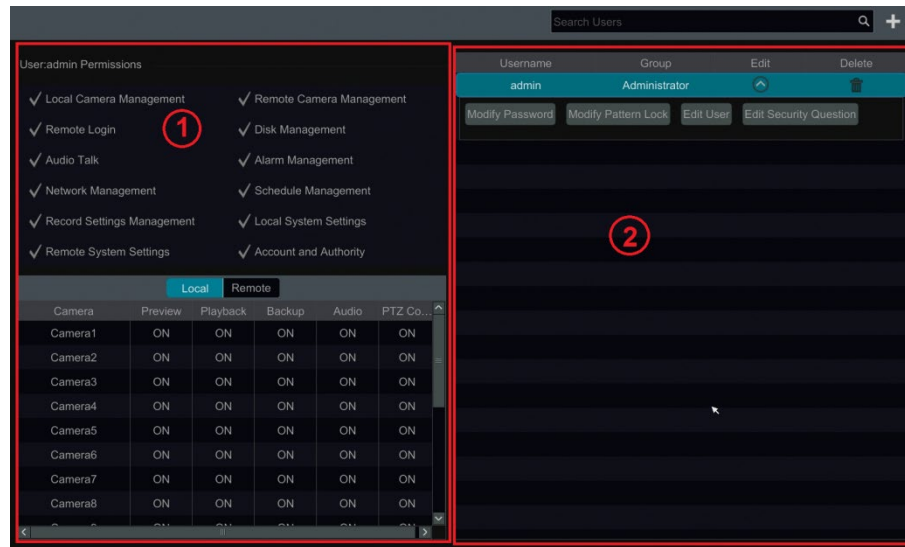 Search Users
User:admin Permissions
Local Camera Management Remote Camera Management
Remote Login Disk Management
Audio Talk Alarm Management
Network Management Schedule Management
Record Settings Management Local System Settings
Remote System Settings Account and Authority
1
Local Remote
Camera Preview Playback Backup Audio PTZ Co...
Camera1 ON ON ON ON ON
Camera2 ON ON ON ON ON
Camera3 ON ON ON ON ON
Camera4 ON ON ON ON ON
Camera5 ON ON ON ON ON
Camera6 ON ON ON ON ON
Camera7 ON ON ON ON ON
Camera8 ON ON ON ON ON
Username Group Edit Delete
admin Administrator
Modify Password Modify Pattern Lock Edit User Edit Security Question
2